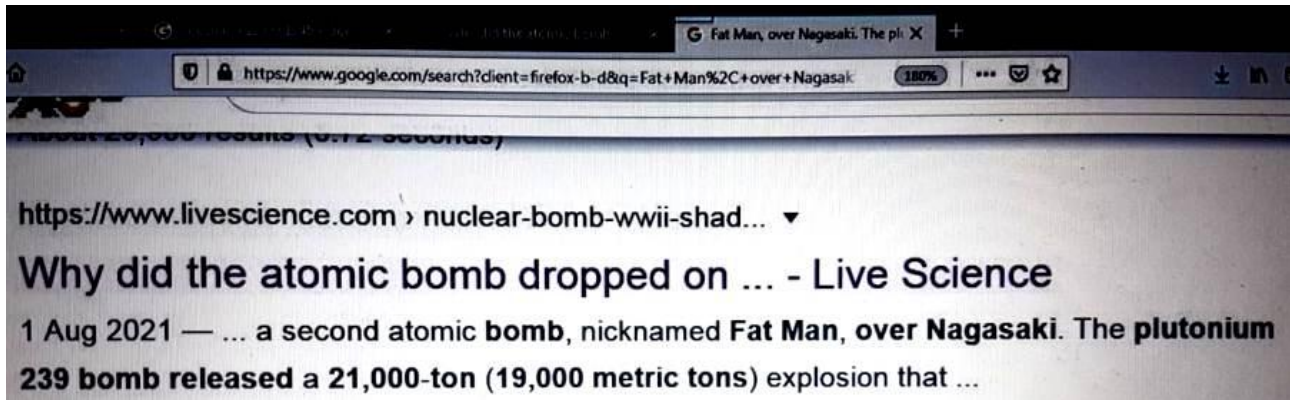 G Fat Man, over Nagasaki. The pl
https://www.google.com/search?client=firefox-b-d&q=Fat+Man%2C+over+Nagasak 180%
https://www.livescience.com › nuclear-bomb-wwii-shad...
Why did the atomic bomb dropped on ... - Live Science
1 Aug 2021 — ... a second atomic bomb, nicknamed Fat Man, over Nagasaki. The plutonium
239 bomb released a 21,000-ton (19,000 metric tons) explosion that ...